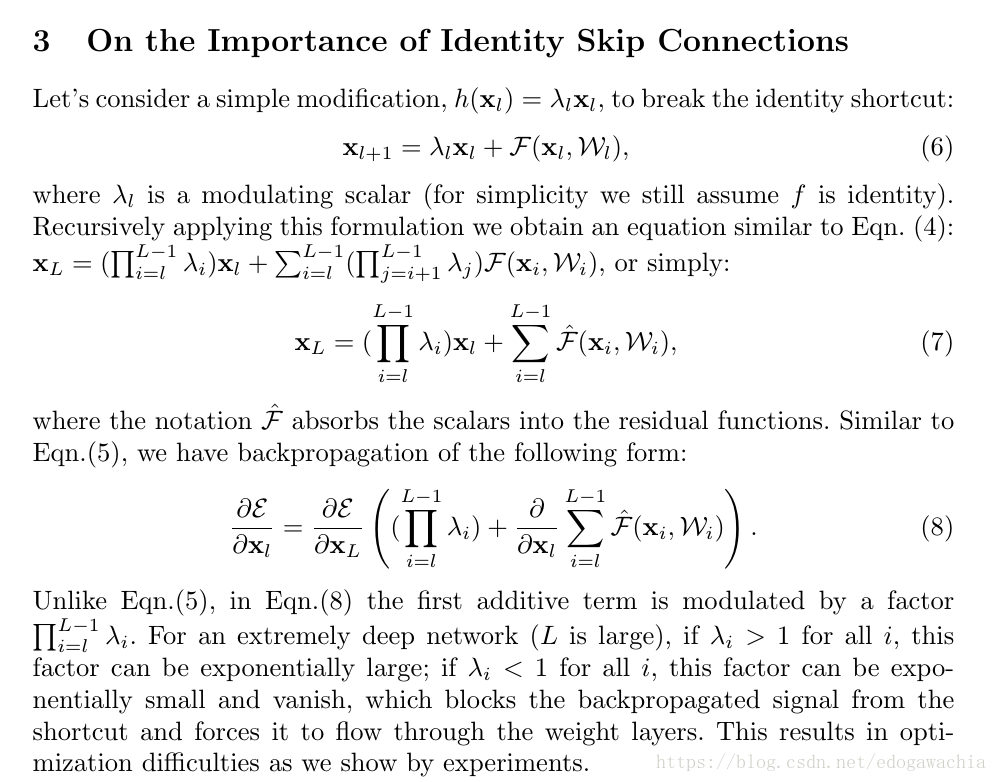 3 On the Importance of Identity Skip Connections
Let's consider a simple modification, $h(\mathbf{x}_l) = \lambda_l \mathbf{x}_l$, to break the identity shortcut:
$\mathbf{x}_{l+1} = \lambda_l \mathbf{x}_l + \mathcal{F}(\mathbf{x}_l, \mathcal{W}_l),$ (6)
where $\lambda_l$ is a modulating scalar (for simplicity we still assume $f$ is identity).
Recursively applying this formulation we obtain an equation similar to Eqn. (4):
$\mathbf{x}_L = (\prod_{i=l}^{L-1} \lambda_i)\mathbf{x}_l + \sum_{i=l}^{L-1} (\prod_{j=i+1}^{L-1} \lambda_j)\mathcal{F}(\mathbf{x}_i, \mathcal{W}_i)$, or simply:
$\mathbf{x}_L = (\prod_{i=l}^{L-1} \lambda_i)\mathbf{x}_l + \sum_{i=l}^{L-1} \hat{\mathcal{F}}(\mathbf{x}_i, \mathcal{W}_i),$ (7)
where the notation $\hat{\mathcal{F}}$ absorbs the scalars into the residual functions. Similar to
Eqn.(5), we have backpropagation of the following form:
$\frac{\partial \mathcal{E}}{\partial \mathbf{x}_l} = \frac{\partial \mathcal{E}}{\partial \mathbf{x}_L} \left( (\prod_{i=l}^{L-1} \lambda_i) + \frac{\partial}{\partial \mathbf{x}_l} \sum_{i=l}^{L-1} \hat{\mathcal{F}}(\mathbf{x}_i, \mathcal{W}_i) \right).$ (8)
Unlike Eqn.(5), in Eqn.(8) the first additive term is modulated by a factor
$\prod_{i=l}^{L-1} \lambda_i$. For an extremely deep network ($L$ is large), if $\lambda_i > 1$ for all $i$, this
factor can be exponentially large; if $\lambda_i < 1$ for all $i$, this factor can be expo-
nentially small and vanish, which blocks the backpropagated signal from the
shortcut and forces it to flow through the weight layers. This results in opti-
mization difficulties as we show by experiments.
https://blog.csdn.net/edogawachia